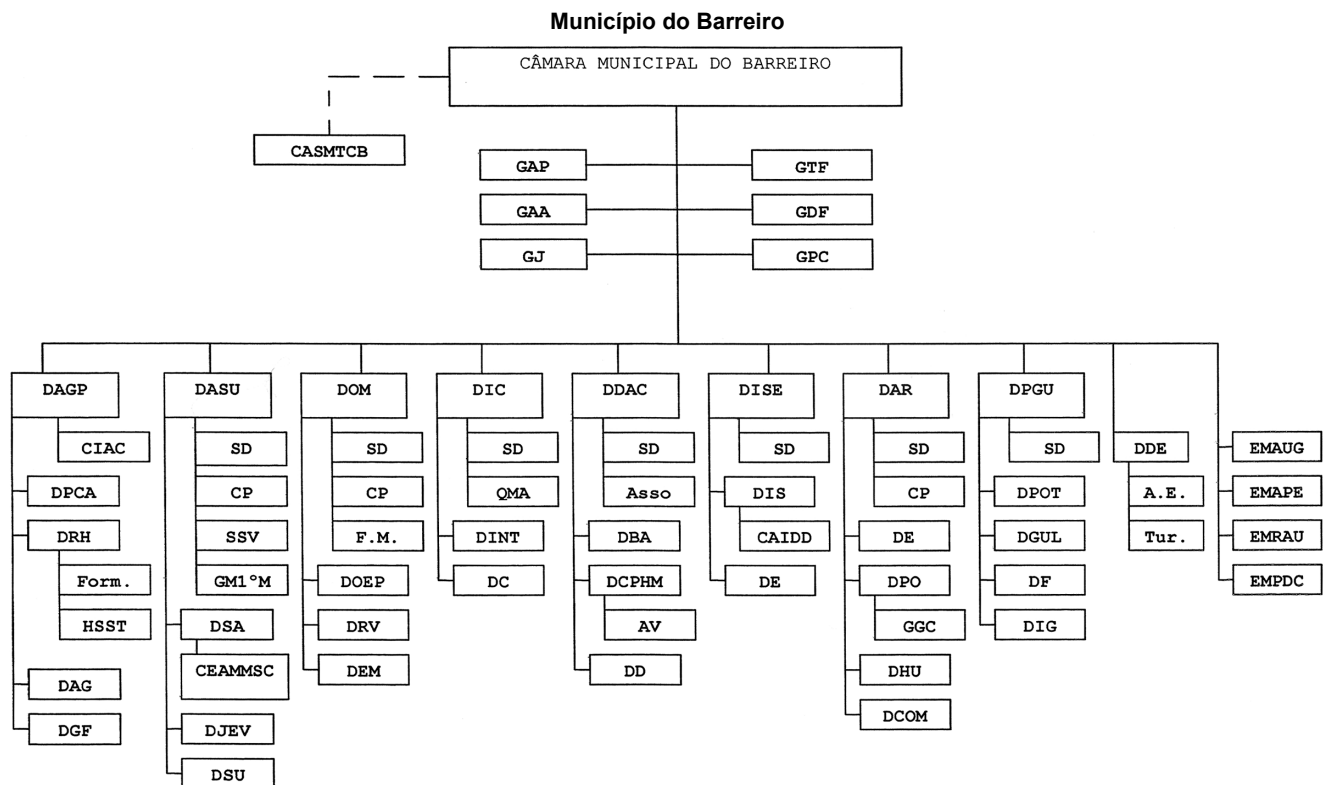 Município do Barreiro
CÂMARA MUNICIPAL DO BARREIRO
CASMTCB
GAP
GTF
GAA
GDF
GJ
GPC
DAGP
CIAC
DPCA
DRH
Form.
HSST
DAG
DGF
DASU
SD
CP
SSV
GM1ºM
DSA
CEAMMSC
DJEV
DSU
DOM
SD
CP
F.M.
DOEP
DRV
DEM
DIC
SD
QMA
DINT
DC
DDAC
SD
Asso
DBA
DCPHM
AV
DD
DISE
SD
DIS
CAIDD
DE
DAR
SD
CP
DE
DPO
GGC
DHU
DCOM
DPGU
SD
DPOT
DGUL
DF
DIG
DDE
A.E.
Tur.
EMAUG
EMAPE
EMRAU
EMPDC